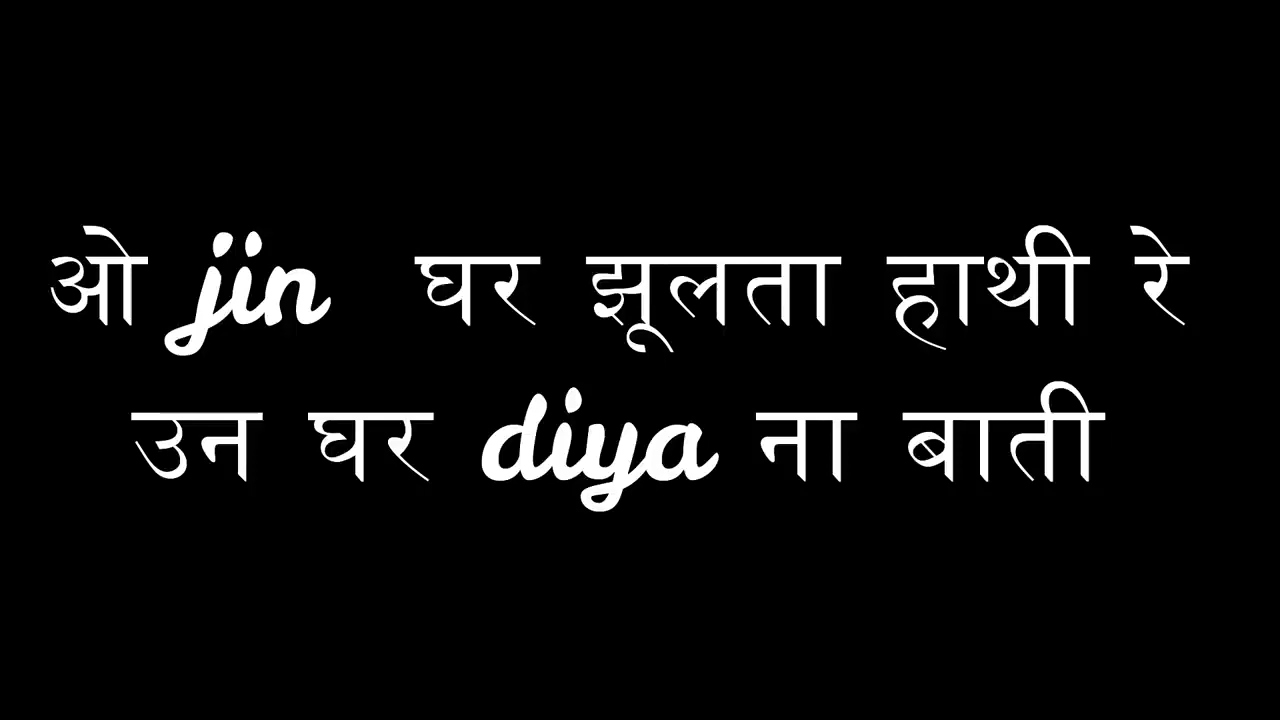 ओ jin घर झूलता हाथी रे
उन घर diya ना बाती